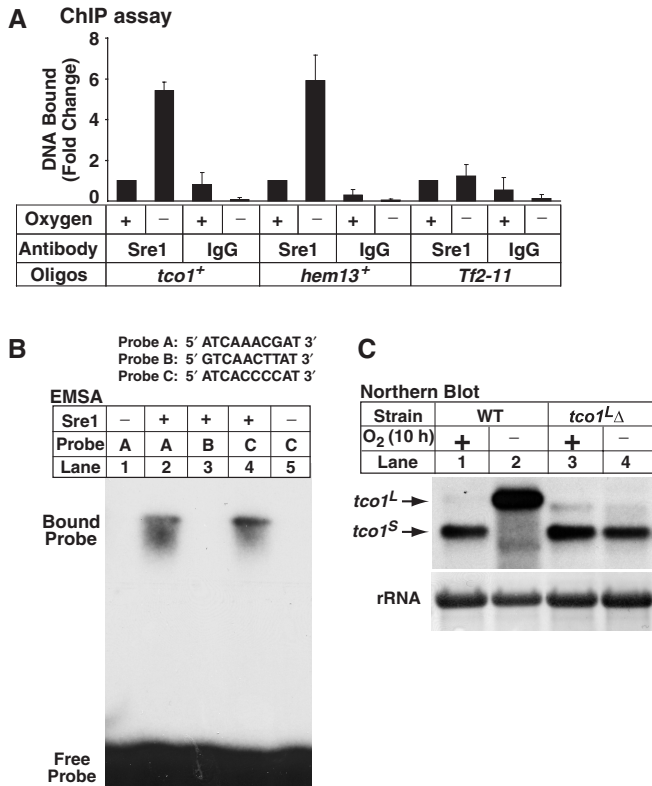 A ChIP assay
DNA Bound
(Fold Change)
8
6
4
2
0
Oxygen + − + − + − + − + − + −
Antibody Sre1 IgG Sre1 IgG Sre1 IgG
Oligos tco1+ hem13+ Tf2-11
B
Probe A: 5′ ATCAAACGAT 3′
Probe B: 5′ GTCAACTTAT 3′
Probe C: 5′ ATCACCCCAT 3′
EMSA
Sre1 − + + + −
Probe A A B C C
Lane 1 2 3 4 5
Bound
Probe
Free
Probe
C
Northern Blot
Strain WT tco1LΔ
O2 (10 h) + − + −
Lane 1 2 3 4
tco1L
tco1S
rRNA